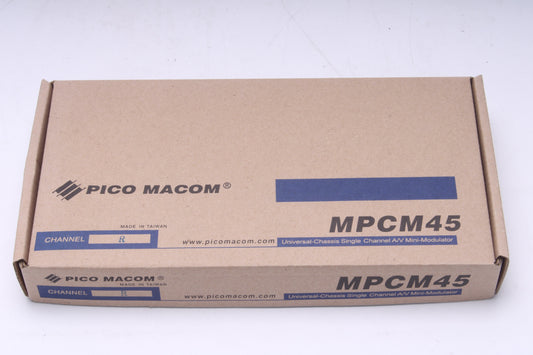 PICO MACOM®
MPCM45
MADE IN TAIWAN
CHANNEL R
www.picomacom.com
Universal-Chassis Single Channel A/V Mini-Modulator
PICO MACOM®
MPCM45
MADE IN TAIWAN
CHANNEL R
www.picomacom.com
Universal-Chassis Single Channel A/V Mini-Modulator